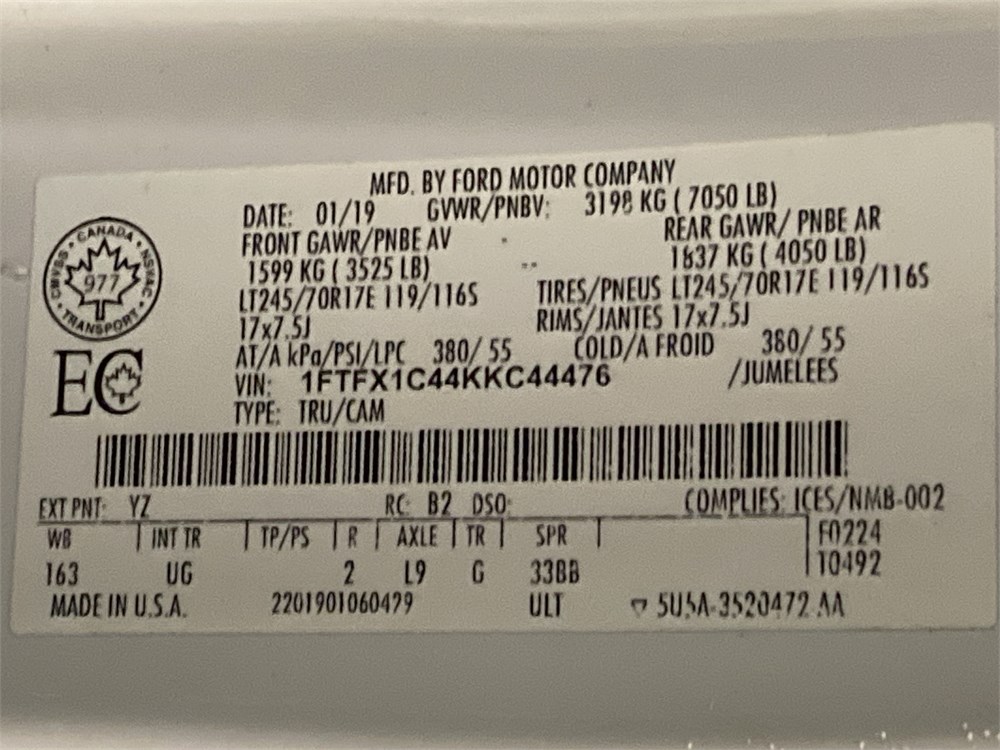 MFD. BY FORD MOTOR COMPANY
DATE: 01/19 GVWR/PNBV: 3198 KG ( 7050 LB)
FRONT GAWR/PNBE AV REAR GAWR/ PNBE AR
1599 KG ( 3525 LB) 1837 KG ( 4050 LB)
LT245/70R17E 119/116S TIRES/PNEUS LT245/70R17E 119/116S
17x7.5J RIMS/JANTES 17x7.5J
AT/A kPa/PSI/LPC 380/ 55 COLD/A FROID 380/ 55
VIN: 1FTFX1C44KKC44476 /JUMELEES
TYPE: TRU/CAM
CANADA
CMVSS NSVAC
977
TRANSPORT
EC
EXT PNT: YZ RC: B2 DSO: COMPLIES: ICES/NMB-002
WB INT TR TP/PS R AXLE TR SPR F0224
163 UG 2 L9 G 33BB T0492
MADE IN U.S.A. 2201901060479 ULT ▽ 5U5A-3520472 AA